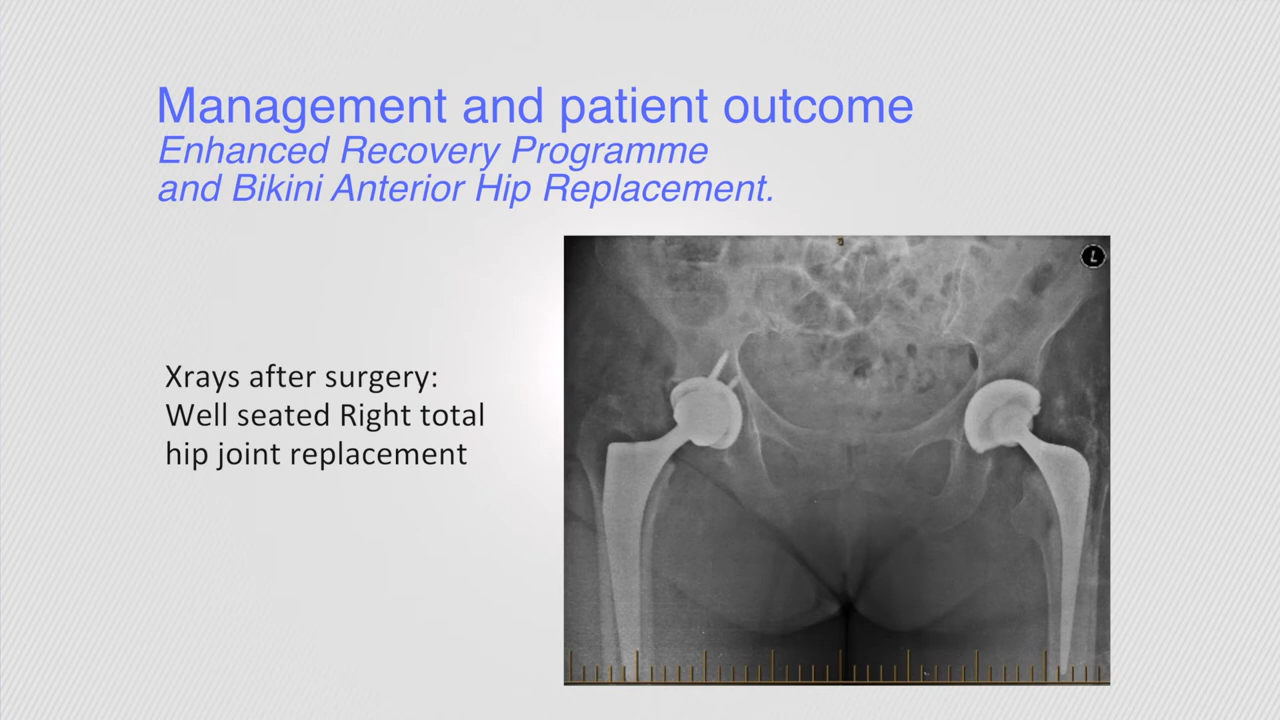 Management and patient outcome
Enhanced Recovery Programme
and Bikini Anterior Hip Replacement.
L
Xrays after surgery:
Well seated Right total
hip joint replacement